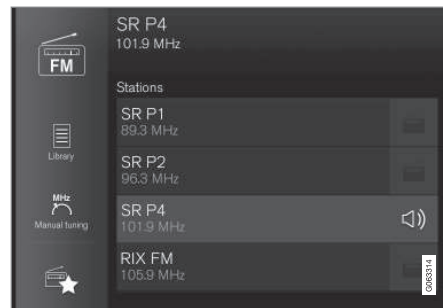 SR P4
101.9 MHz
FM
Stations
SR P1
89.3 MHz
Library
SR P2
96.3 MHz
MHz
Manual tuning
SR P4
101.9 MHz
RIX FM
105.9 MHz
G063314